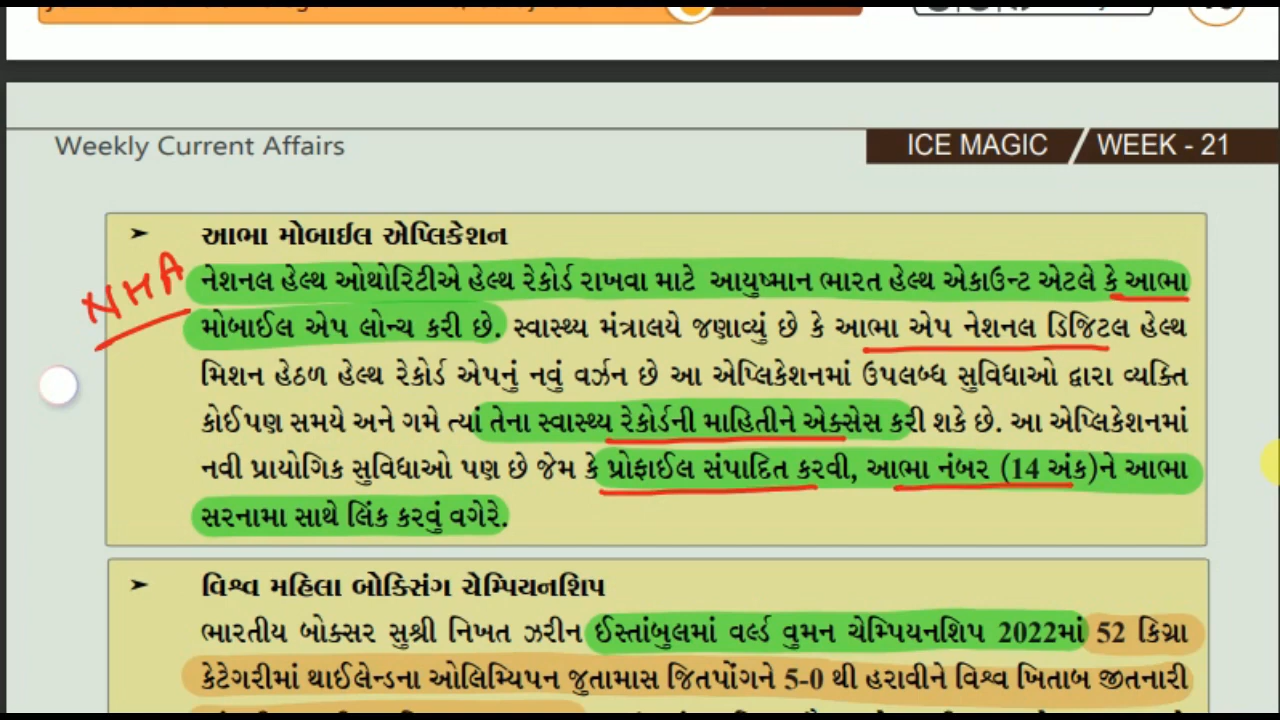 Weekly Current Affairs
ICE MAGIC / WEEK - 21
➤ આભા મોબાઈલ એપ્લિકેશન
NHA
નેશનલ હેલ્થ ઓથોરિટીએ હેલ્થ રેકોર્ડ રાખવા માટે આયુષ્માન ભારત હેલ્થ એકાઉન્ટ એટલે કે આભા
મોબાઈલ એપ લોન્ચ કરી છે. સ્વાસ્થ્ય મંત્રાલયે જણાવ્યું છે કે આભા એપ નેશનલ ડિજિટલ હેલ્થ
મિશન હેઠળ હેલ્થ રેકોર્ડ એપનું નવું વર્ઝન છે આ એપ્લિકેશનમાં ઉપલબ્ધ સુવિધાઓ દ્વારા વ્યક્તિ
કોઈપણ સમયે અને ગમે ત્યાં તેના સ્વાસ્થ્ય રેકોર્ડની માહિતીને એક્સેસ કરી શકે છે. આ એપ્લિકેશનમાં
નવી પ્રાયોગિક સુવિધાઓ પણ છે જેમ કે પ્રોફાઈલ સંપાદિત કરવી, આભા નંબર (14 અંક)ને આભા
સરનામા સાથે લિંક કરવું વગેરે.
➤ વિશ્વ મહિલા બોક્સિંગ ચેમ્પિયનશિપ
ભારતીય બોક્સર સુશ્રી નિખત ઝરીન ઈસ્તાંબુલમાં વર્લ્ડ વુમન ચેમ્પિયનશિપ 2022માં 52 કિગ્રા
કેટેગરીમાં થાઈલેન્ડના ઓલિમ્પિયન જુતામાસ જિતપોંગને 5-0 થી હરાવીને વિશ્વ ખિતાબ જીતનારી